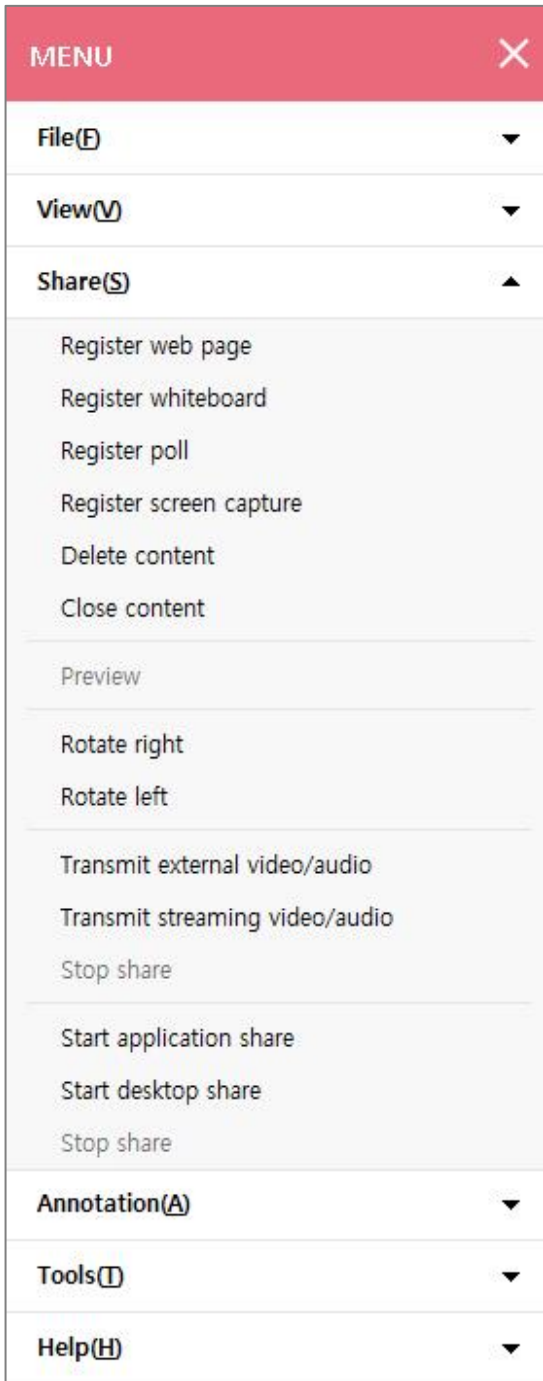 MENU
File(F)
View(V)
Share(S)
Register web page
Register whiteboard
Register poll
Register screen capture
Delete content
Close content
Preview
Rotate right
Rotate left
Transmit external video/audio
Transmit streaming video/audio
Stop share
Start application share
Start desktop share
Stop share
Annotation(A)
Tools(T)
Help(H)